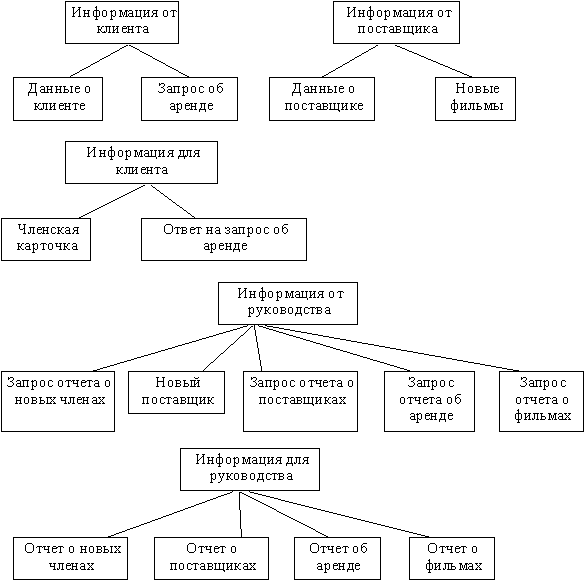 Информация от
клиента
Информация от
поставщика
Данные о
клиенте
Запрос об
аренде
Данные о
поставщике
Новые
фильмы
Информация для
клиента
Членская
карточка
Ответ на запрос об
аренде
Информация от
руководства
Запрос отчета о
новых членах
Новый
поставщик
Запрос отчета о
поставщиках
Запрос
отчета об
аренде
Запрос
отчета о
фильмах
Информация для
руководства
Отчет о новых
членах
Отчет о
поставщиках
Отчет об
аренде
Отчет о
фильмах